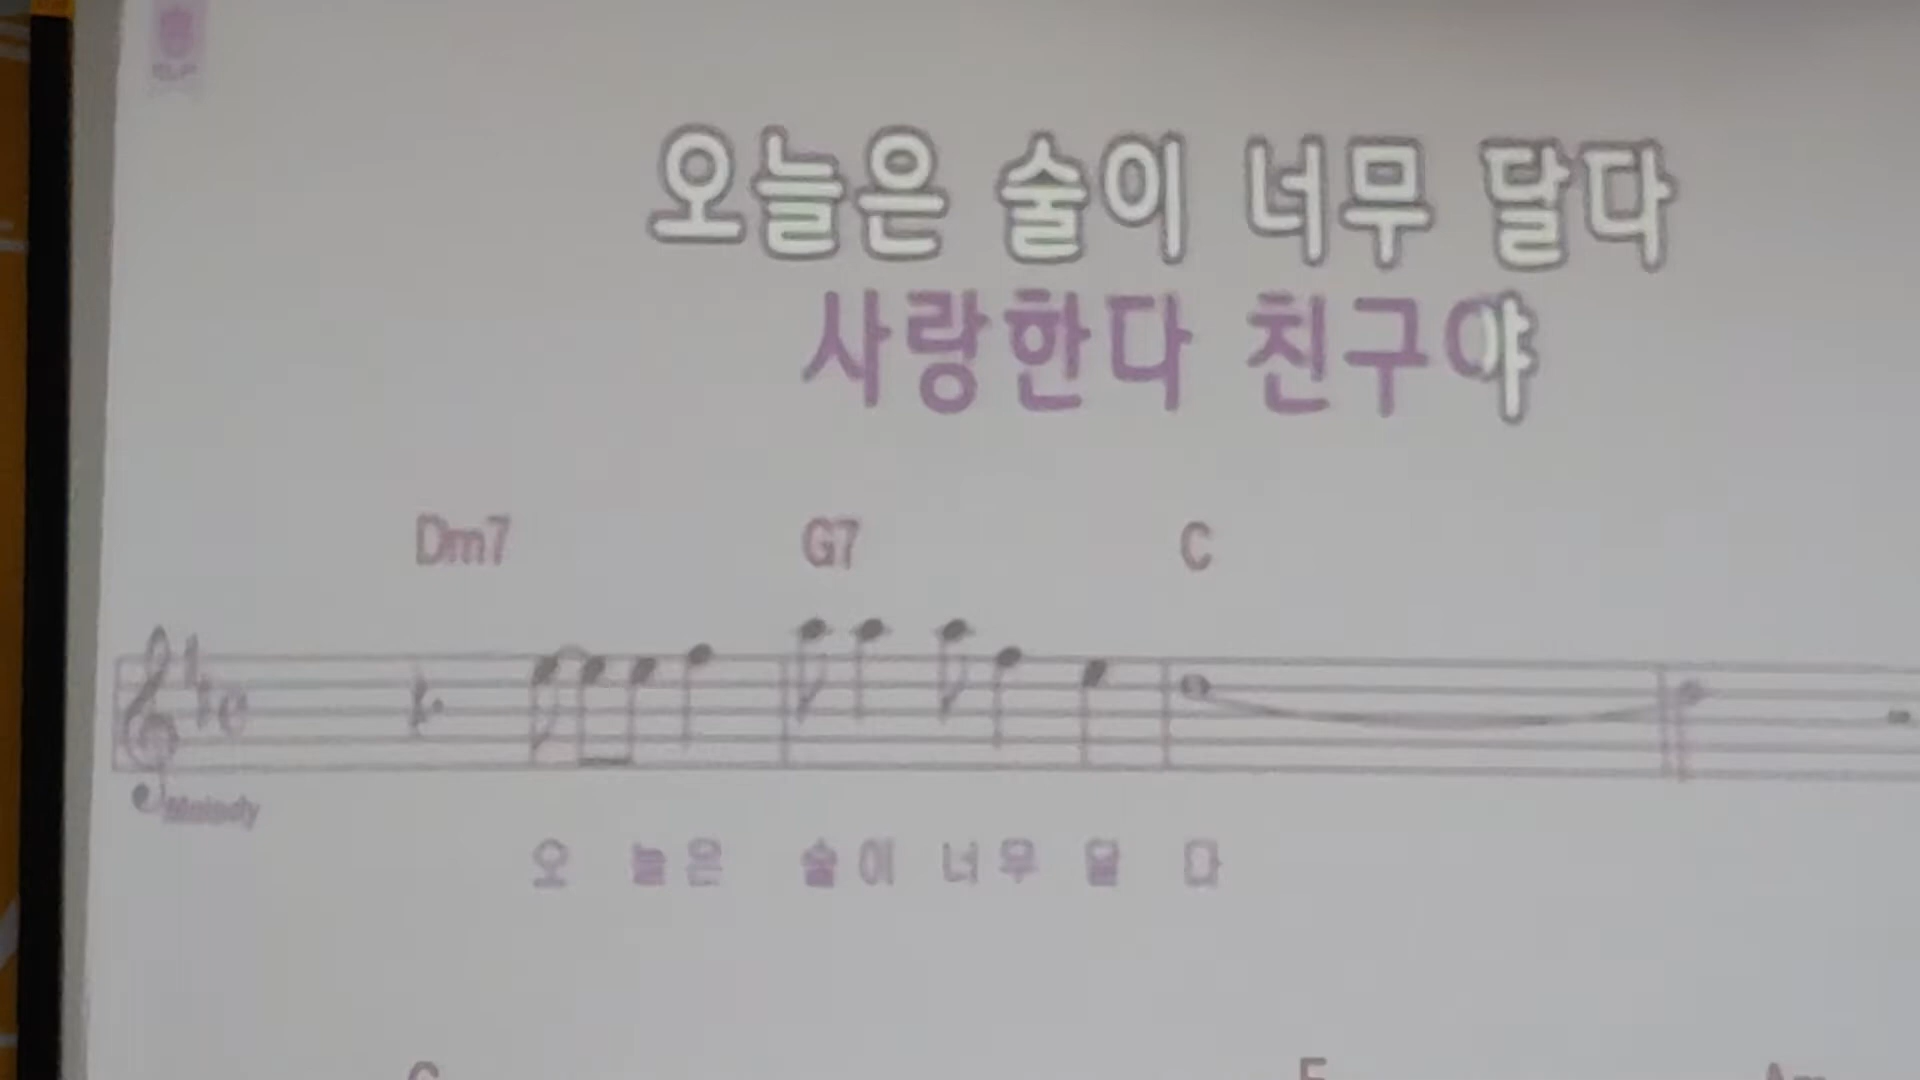 오늘은 술이 너무 달다
사랑한다 친구야
Dm7 G7 C
Melody
오 늘은 술이 너무 달 다